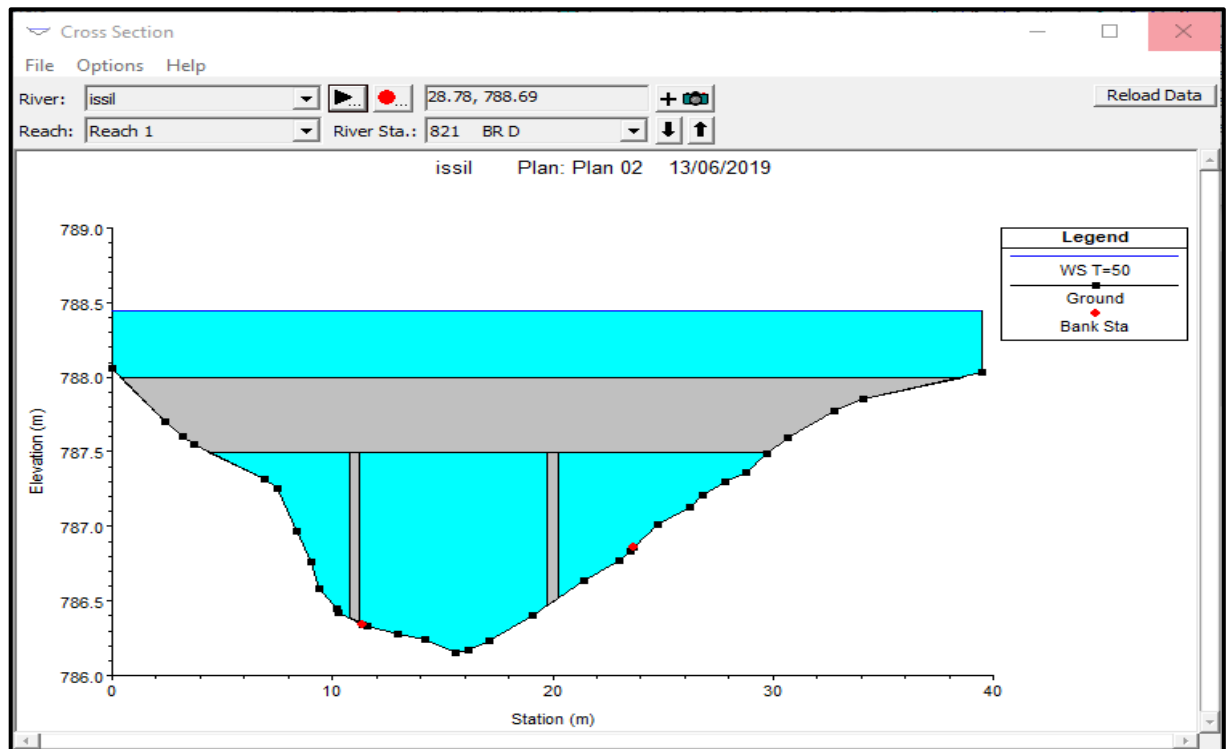 Cross Section
File Options Help
River: issil 28.78, 788.69 Reload Data
Reach: Reach 1 River Sta.: 821 BR D
issil Plan: Plan 02 13/06/2019
Legend
WS T=50
Ground
Bank Sta
789.0
788.5
788.0
787.5
787.0
786.5
786.0
Elevation (m)
0 10 20 30 40
Station (m)